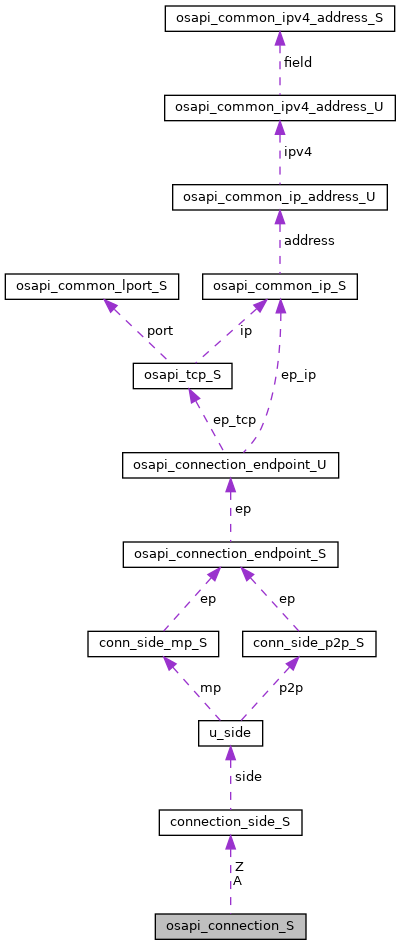 osapi_common_ipv4_address_S
field
osapi_common_ipv4_address_U
ipv4
osapi_common_ip_address_U
address
osapi_common_lport_S
osapi_common_ip_S
port
ip
osapi_tcp_S
ep_ip
ep_tcp
osapi_connection_endpoint_U
ep
osapi_connection_endpoint_S
ep
ep
conn_side_mp_S
conn_side_p2p_S
mp
p2p
u_side
side
connection_side_S
Z
A
osapi_connection_S